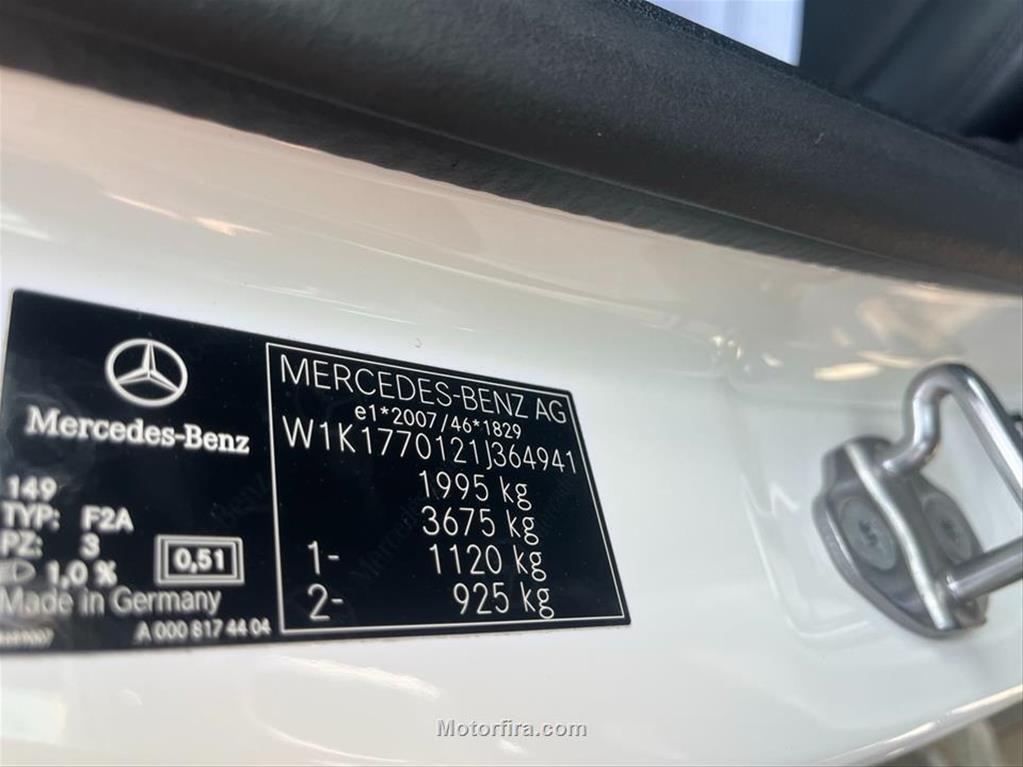 Mercedes-Benz
149
TYP: F2A
PZ: 3
1,0 %
0,51
Made in Germany
A 000 817 44 04
MERCEDES-BENZ AG
e1*2007/46*1829
W1K1770121J364941
1995 kg
3675 kg
1- 1120 kg
2- 925 kg
Motorfira.com